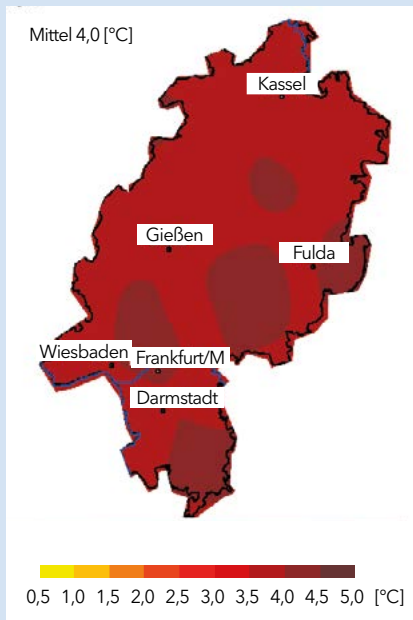 Mittel 4,0 [°C]
Kassel
Gießen
Fulda
Wiesbaden
Frankfurt/M
Darmstadt
0,5 1,0 1,5 2,0 2,5 3,0 3,5 4,0 4,5 5,0 [°C]